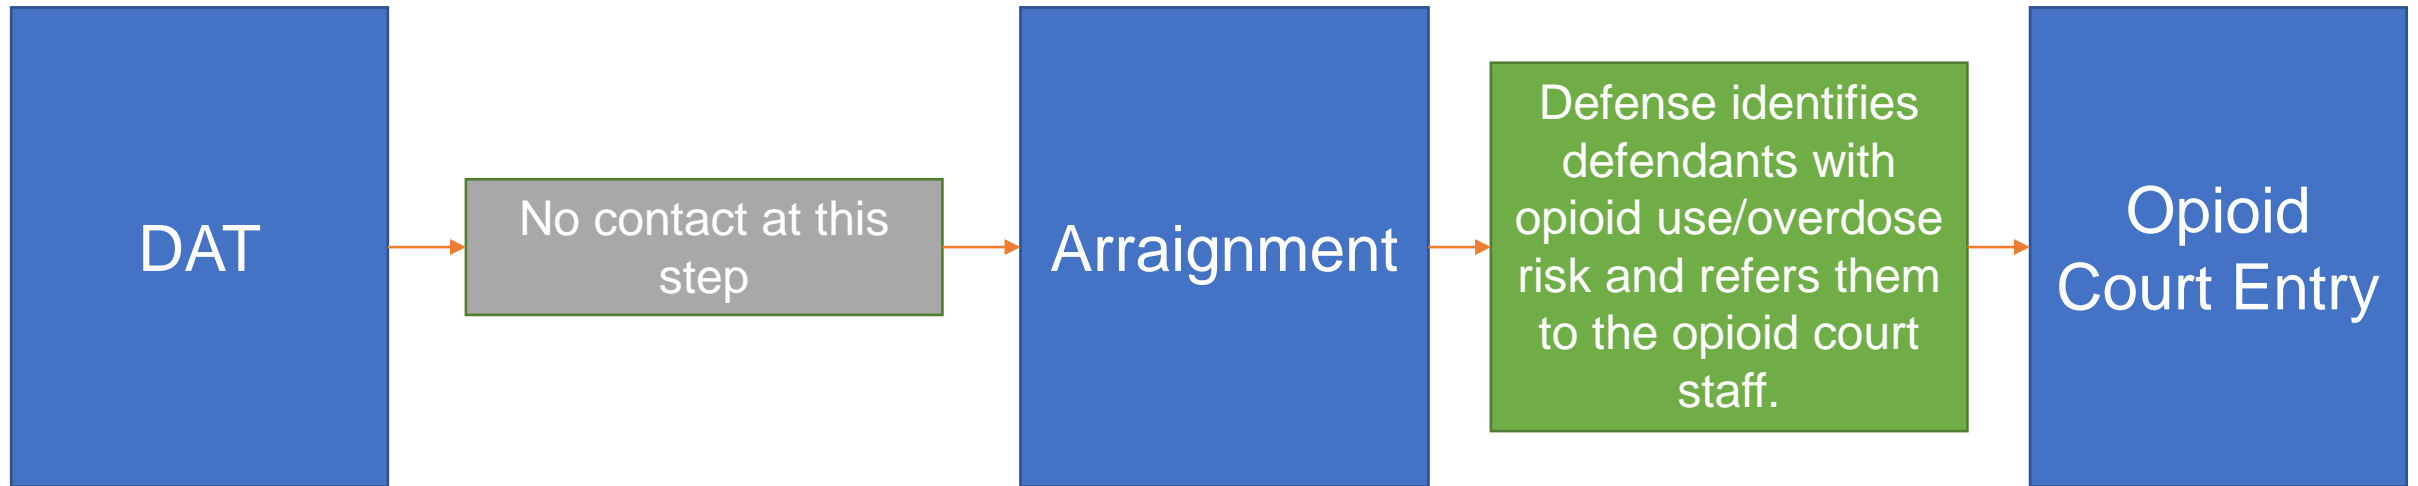 DAT
No contact at this
step
Arraignment
Defense identifies
defendants with
opioid use/overdose
risk and refers them
to the opioid court
staff.
Opioid
Court Entry